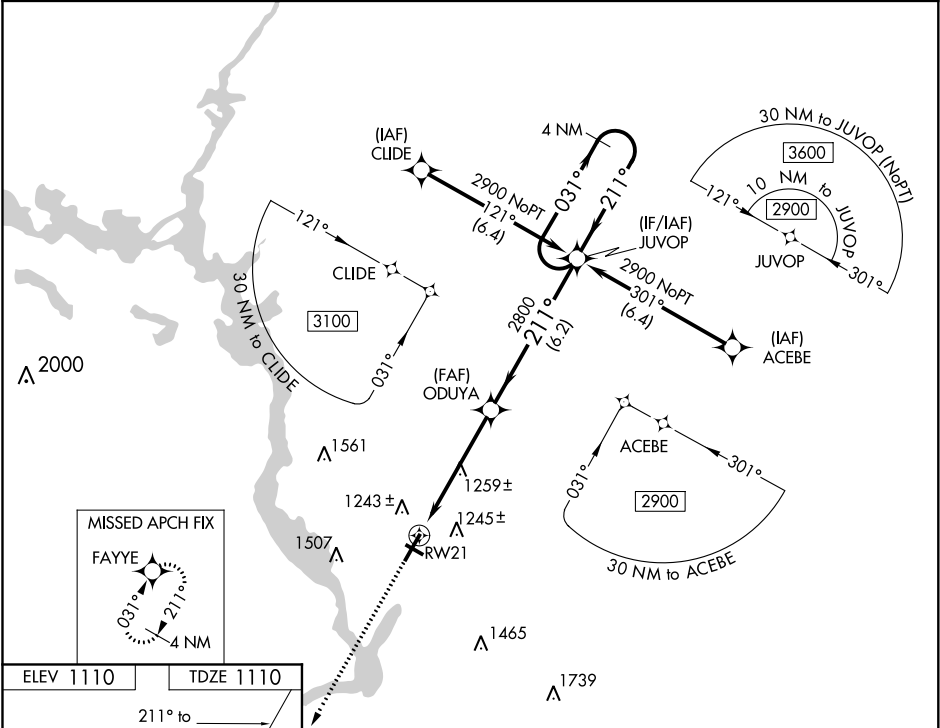 (IAF)
CLIDE
4 NM
30 NM to JUVOP (NoPT)
3600
10 NM to JUVOP
2900
121°
JUVOP
301°
2900 NoPT
121°
(6.4)
031°
211°
(IF/IAF)
JUVOP
2900 NoPT
301°
(6.4)
(IAF)
ACEBE
121°
CLIDE
3100
30 NM to CLIDE
031°
2800
211°
(6.2)
(FAF)
ODUYA
2000
1561
1243 ±
1259 ±
1245 ±
1507
RW21
ACEBE
031°
301°
2900
30 NM to ACEBE
MISSED APCH FIX
FAYYE
031°
211°
4 NM
1465
1739
ELEV 1110
TDZE 1110
211° to